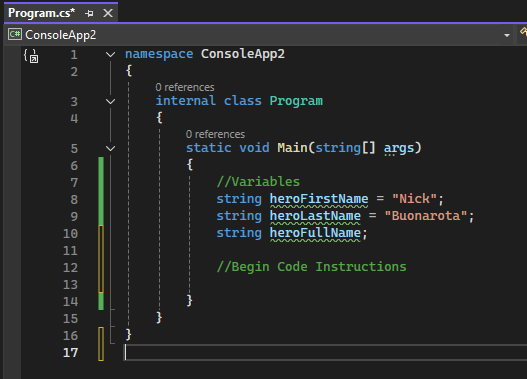 Program.cs*
C# ConsoleApp2
1 namespace ConsoleApp2
2 {
0 references
3 internal class Program
4 {
0 references
5 static void Main(string[] args)
6 {
7 //Variables
8 string heroFirstName = "Nick";
9 string heroLastName = "Buonarota";
10 string heroFullName;
11
12 //Begin Code Instructions
13
14 }
15 }
16 }
17